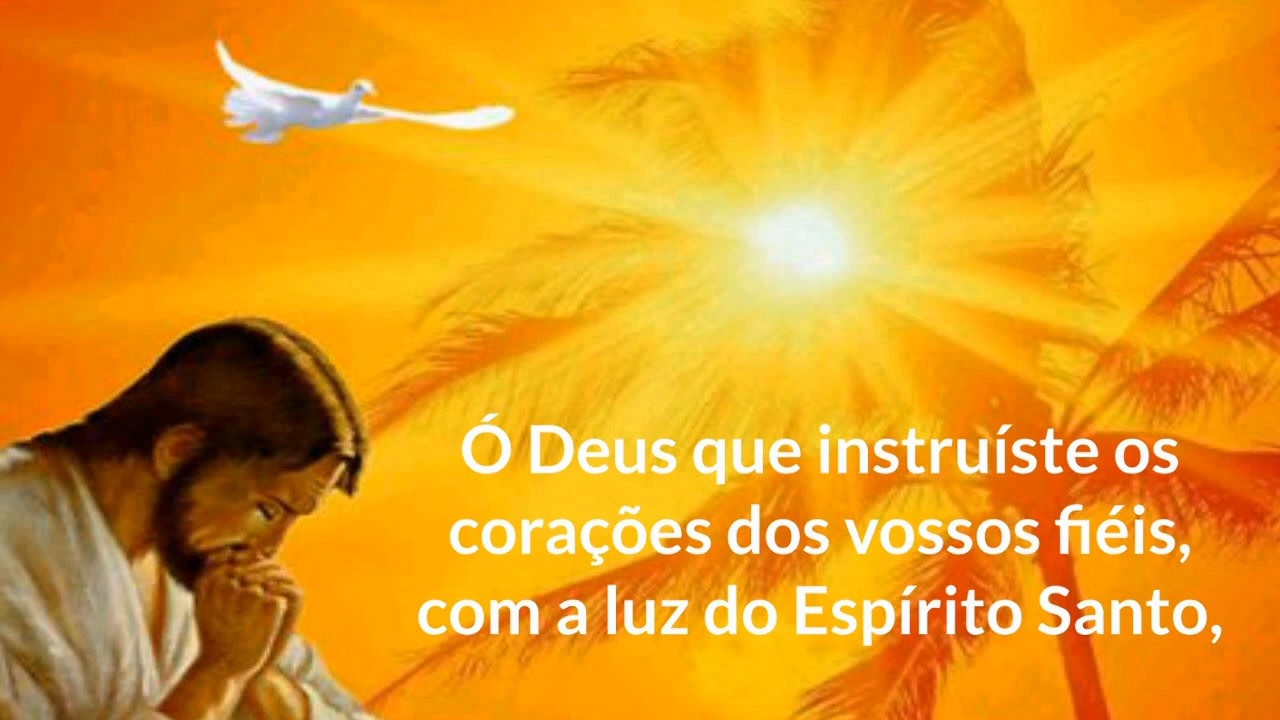 Ó Deus que instruíste os
corações dos vossos fiéis,
com a luz do Espírito Santo,